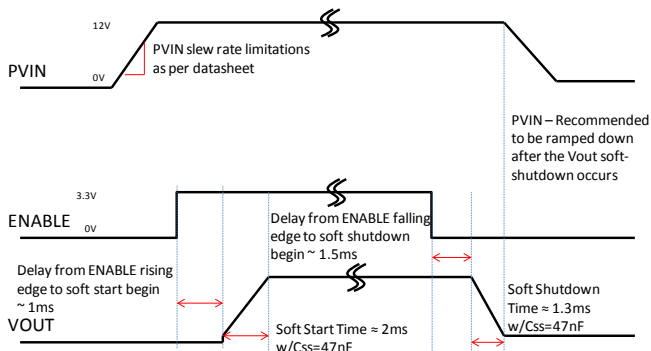 12V
PVIN slew rate limitations
as per datasheet
PVIN
0V
PVIN – Recommended
to be ramped down
after the Vout soft-
shutdown occurs
3.3V
ENABLE
0V
Delay from ENABLE falling
edge to soft shutdown
begin ~ 1.5ms
Delay from ENABLE rising
edge to soft start begin
~ 1ms
VOUT
Soft Start Time ≈ 2ms
w/Css=47nF
Soft Shutdown
Time ≈ 1.3ms
w/Css=47nF